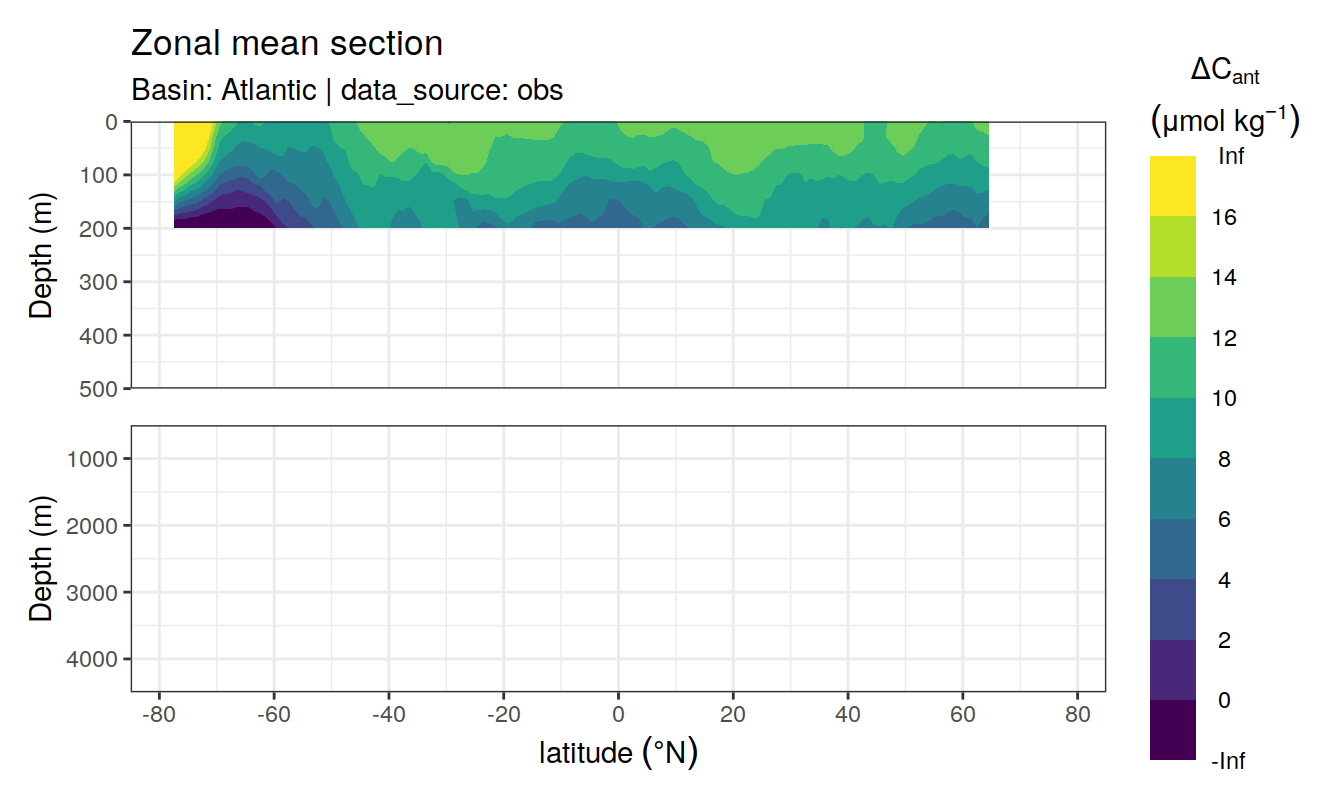 Zonal mean section
Basin: Atlantic | data_source: obs
ΔCant
(μmol kg⁻¹)
Inf
16
14
12
10
8
6
4
2
0
-Inf
Depth (m)
0
100
200
300
400
500
Depth (m)
1000
2000
3000
4000
-80 -60 -40 -20 0 20 40 60 80
latitude (°N)